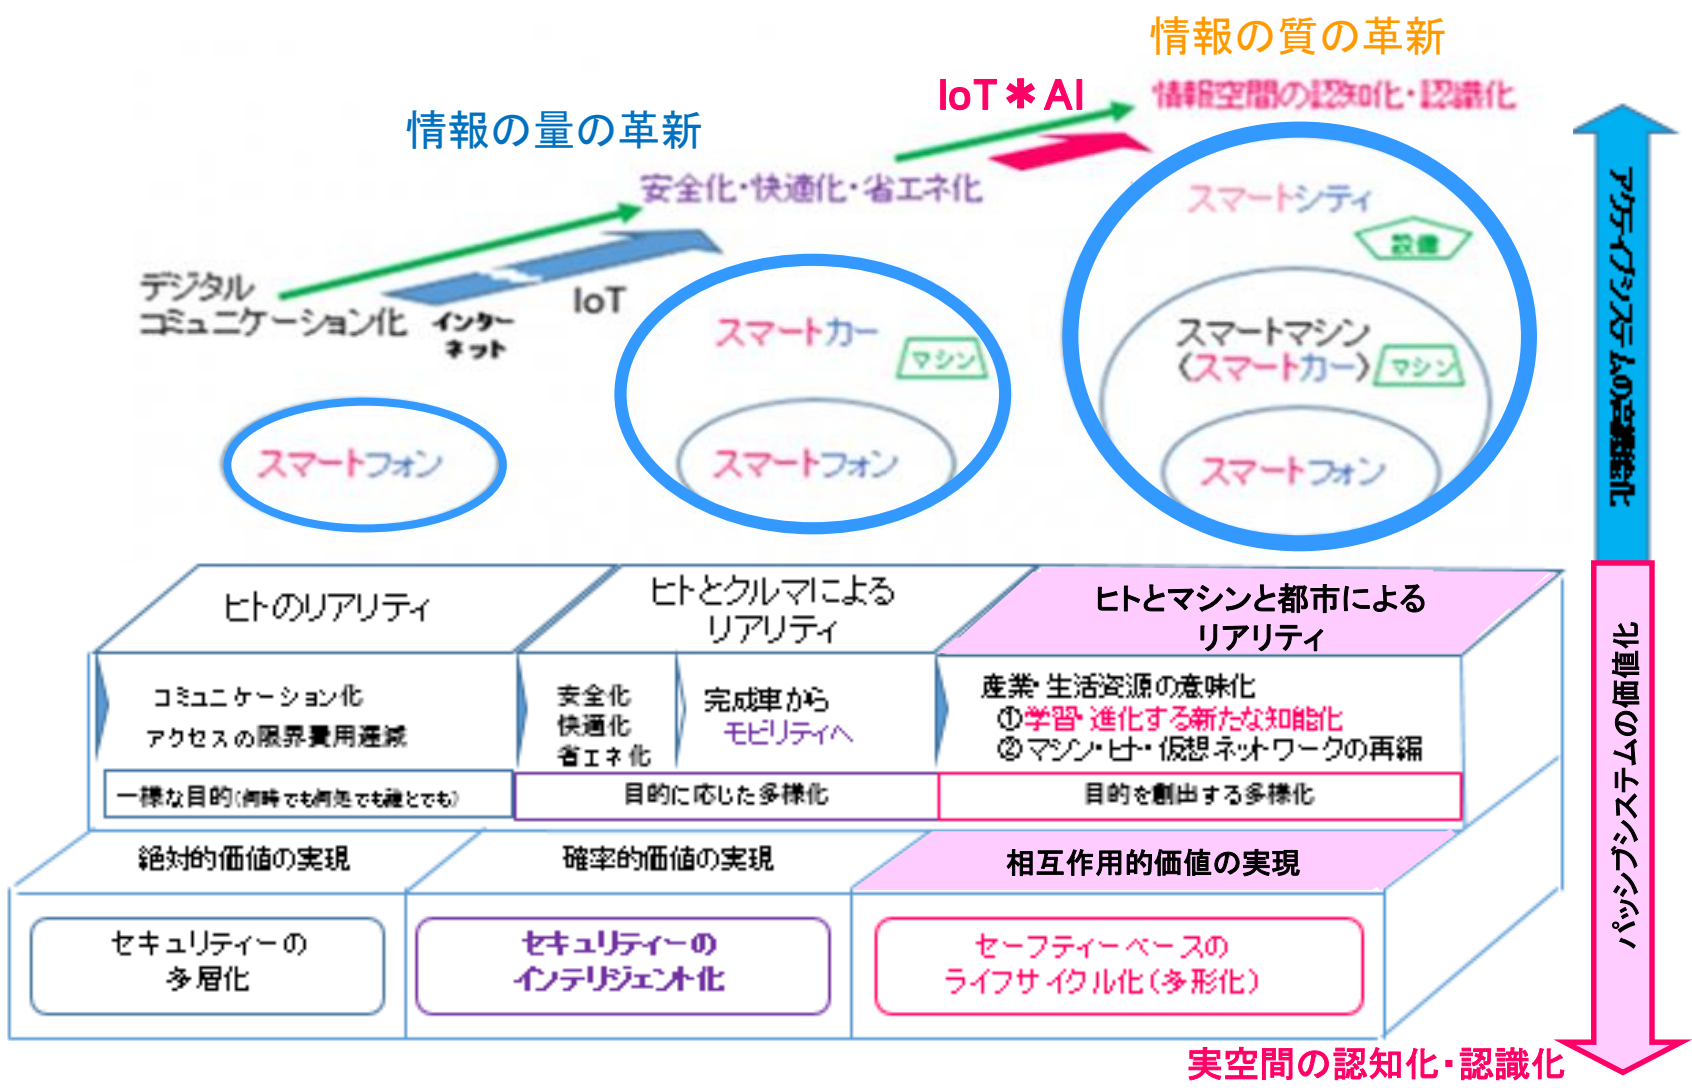 情報の質の革新
IoT＊AI
情報空間の認知化・認識化
情報の量の革新
安全化・快適化・省エネ化
デジタル
コミュニケーション化
インター
ネット
IoT
スマートフォン
スマートカー
マシン
スマートフォン
スマートシティ
設備
スマートマシン
〈スマートカー〉
マシン
スマートフォン
アクティブシステムの高機能化
ヒトのリアリティ
ヒトとクルマによる
リアリティ
ヒトとマシンと都市による
リアリティ
コミュニケーション化
アクセスの限界費用逓減
安全化
快適化
省エネ化
完成車から
モビリティへ
産業・生活資源の意味化
①学習・進化する新たな知能化
②マシン・ヒト・仮想ネットワークの再編
一様な目的(何時でも何処でも誰とでも)
目的に応じた多様化
目的を創出する多様化
絶対的価値の実現
確率的価値の実現
相互作用的価値の実現
セキュリティーの
多層化
セキュリティーの
インテリジェント化
セーフティーベースの
ライフサイクル化(多形化)
パッシブシステムの価値化
実空間の認知化・認識化